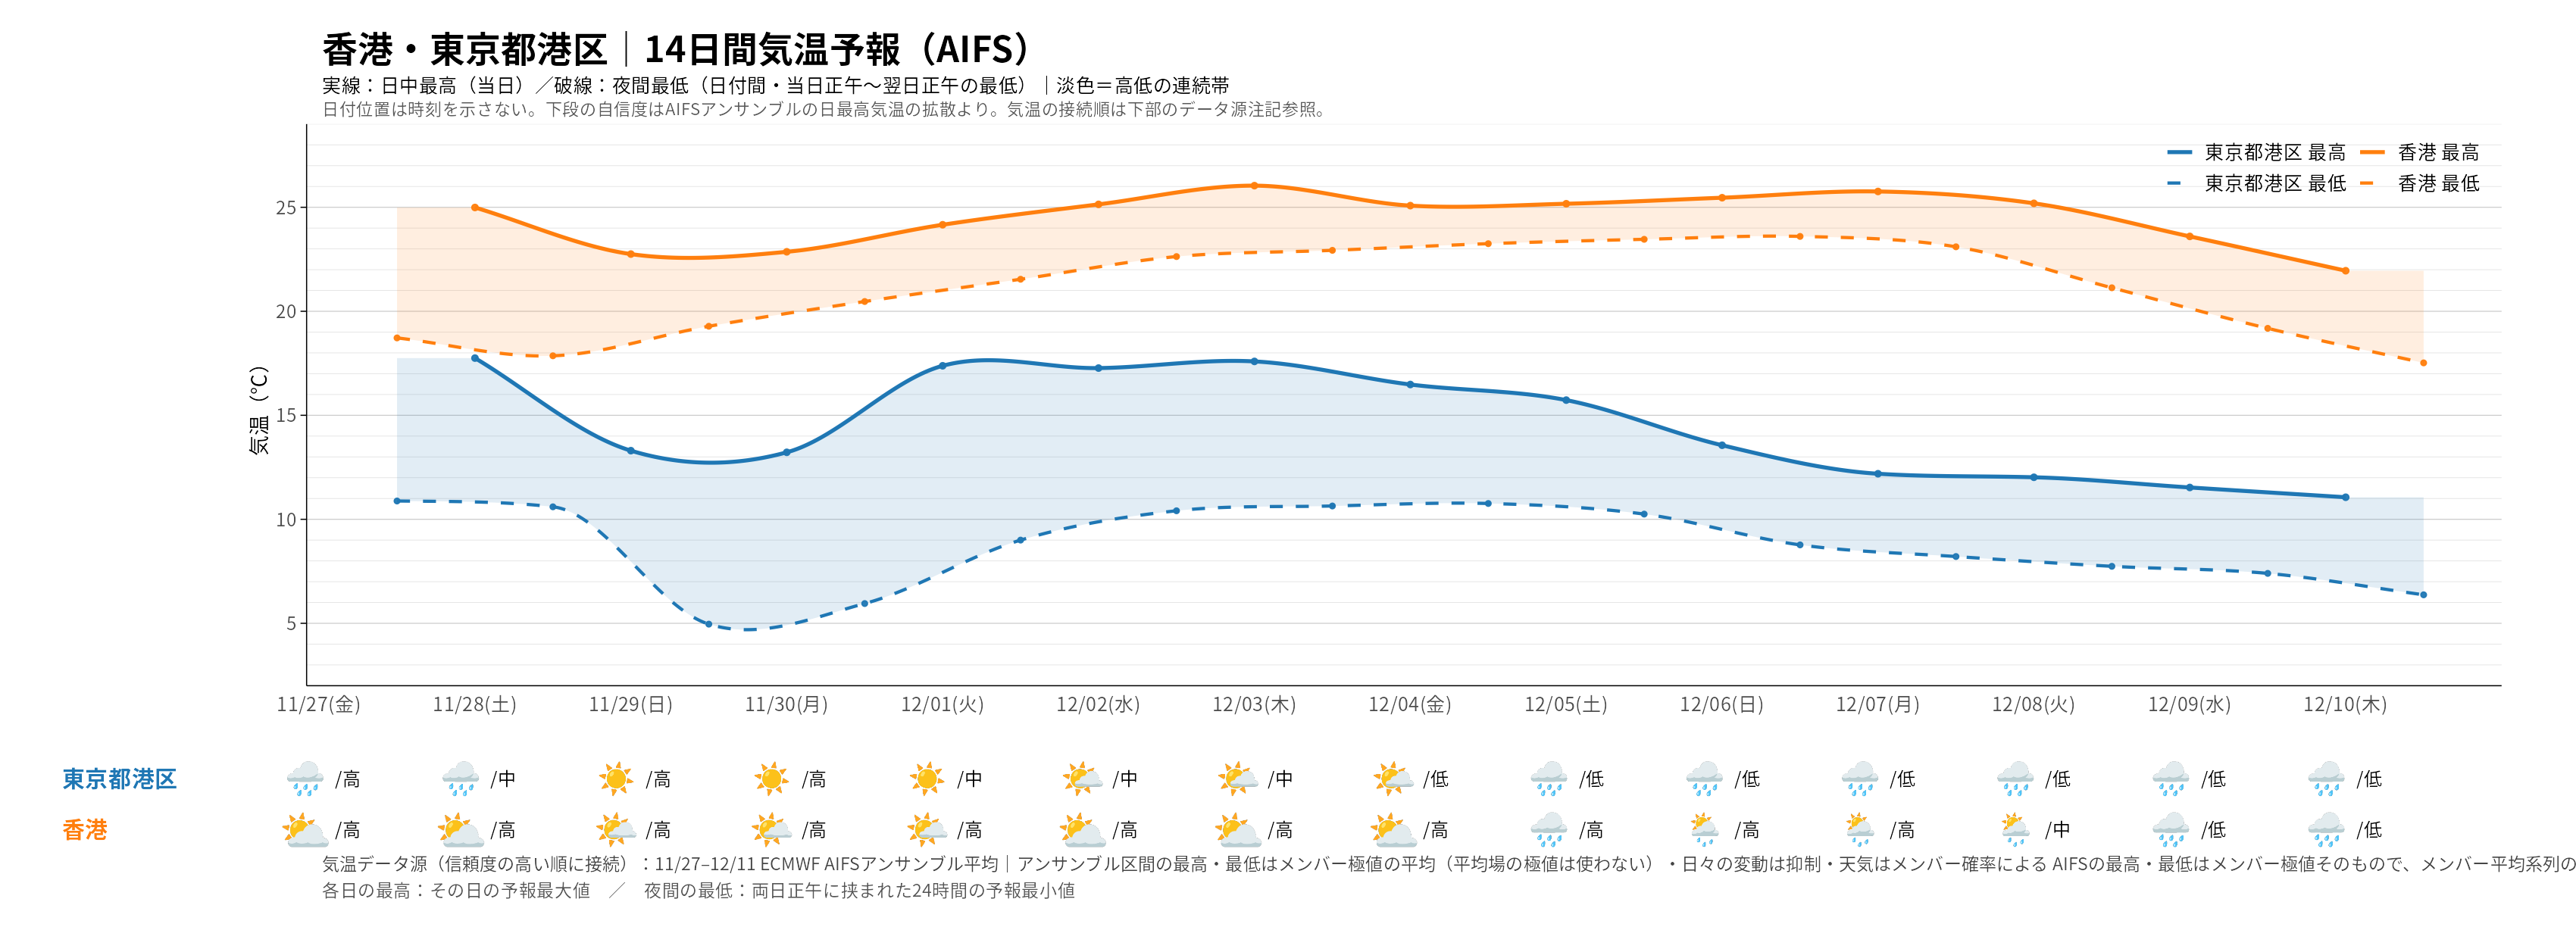 香港・東京都港区｜14日間気温予報（AIFS）
実線：日中最高（当日）／破線：夜間最低（日付間・当日正午～翌日正午の最低）｜淡色＝高低の連続帯
日付位置は時刻を示さない。下段の自信度はAIFSアンサンブルの日最高気温の拡散より。気温の接続順は下部のデータ源注記参照。
東京都港区 最高 香港 最高
東京都港区 最低 香港 最低
気温（°C）
25
20
15
10
5
11/27(金) 11/28(土) 11/29(日) 11/30(月) 12/01(火) 12/02(水) 12/03(木) 12/04(金) 12/05(土) 12/06(日) 12/07(月) 12/08(火) 12/09(水) 12/10(木)
東京都港区 /高 /中 /高 /高 /中 /中 /中 /低 /低 /低 /低 /低 /低 /低
香港 /高 /高 /高 /高 /高 /高 /高 /高 /高 /高 /高 /中 /低 /低
気温データ源（信頼度の高い順に接続）：11/27–12/11 ECMWF AIFSアンサンブル平均｜アンサンブル区間の最高・最低はメンバー極値の平均（平均場の極値は使わない）・日々の変動は抑制・天気はメンバー確率による AIFSの最高・最低はメンバー極値そのもので、メンバー平均系列の
各日の最高：その日の予報最大値　／　夜間の最低：両日正午に挟まれた24時間の予報最小値